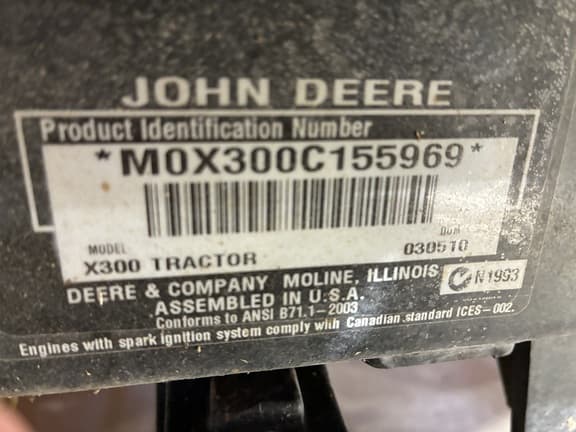 JOHN DEERE
Product Identification Number
*M0X300C155969*
MODEL DOM
X300 TRACTOR 030510
DEERE & COMPANY MOLINE, ILLINOIS N1993
ASSEMBLED IN U.S.A.
Conforms to ANSI B71.1-2003
Engines with spark ignition system comply with Canadian standard ICES-002.